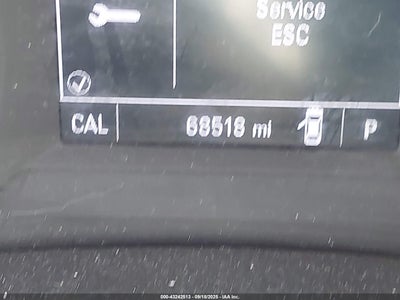 Service
ESC
CAL 68518 mi P
000-43242513 - 09/18/2025 - IAA Inc.